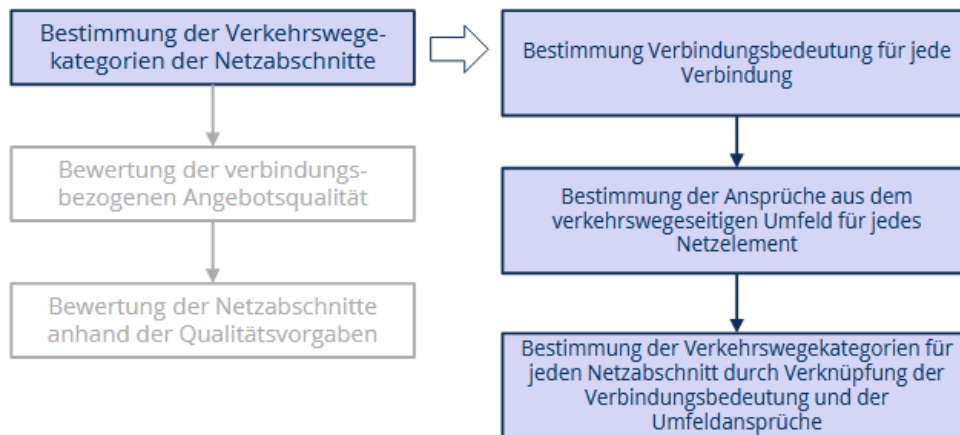 Bestimmung der Verkehrswege-
kategorien der Netzabschnitte
Bewertung der verbindungs-
bezogenen Angebotsqualität
Bewertung der Netzabschnitte
anhand der Qualitätsvorgaben
Bestimmung Verbindungsbedeutung für jede
Verbindung
Bestimmung der Ansprüche aus dem
verkehrswegeseitigen Umfeld für jedes
Netzelement
Bestimmung der Verkehrswegekategorien für
jeden Netzabschnitt durch Verknüpfung der
Verbindungsbedeutung und der
Umfeldansprüche